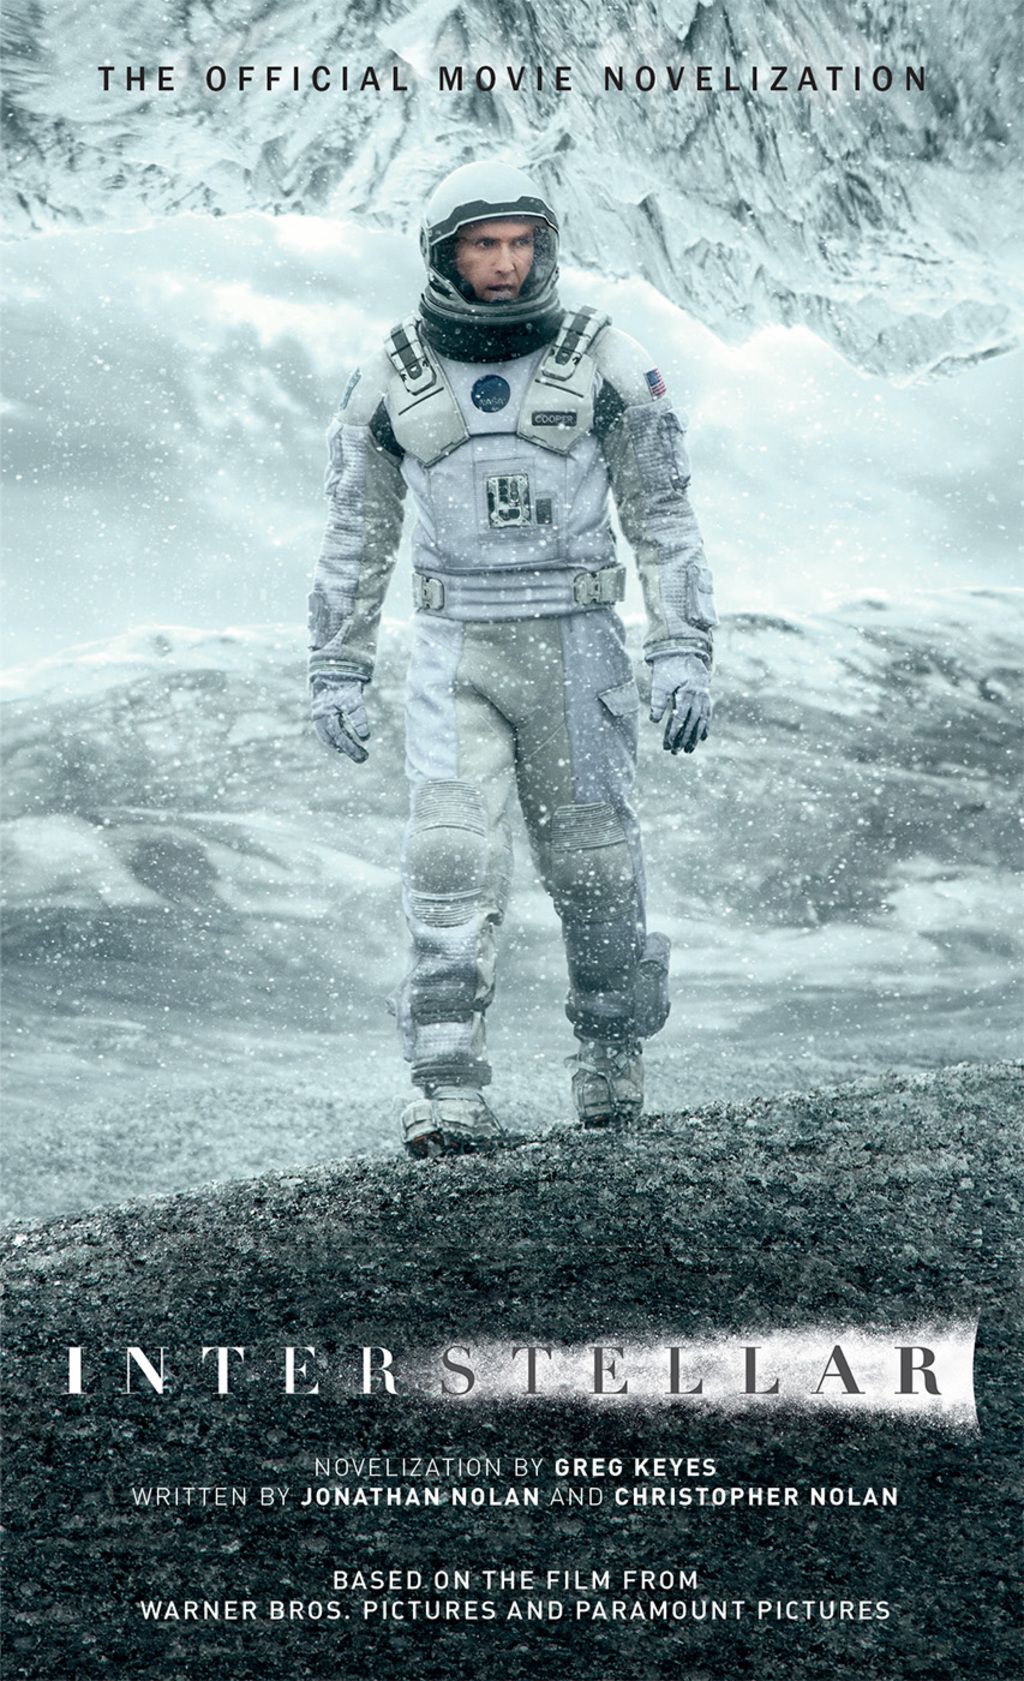 THE OFFICIAL MOVIE NOVELIZATION
NASA
COOPER
INTERSTELLAR
NOVELIZATION BY GREG KEYES
WRITTEN BY JONATHAN NOLAN AND CHRISTOPHER NOLAN
BASED ON THE FILM FROM
WARNER BROS. PICTURES AND PARAMOUNT PICTURES